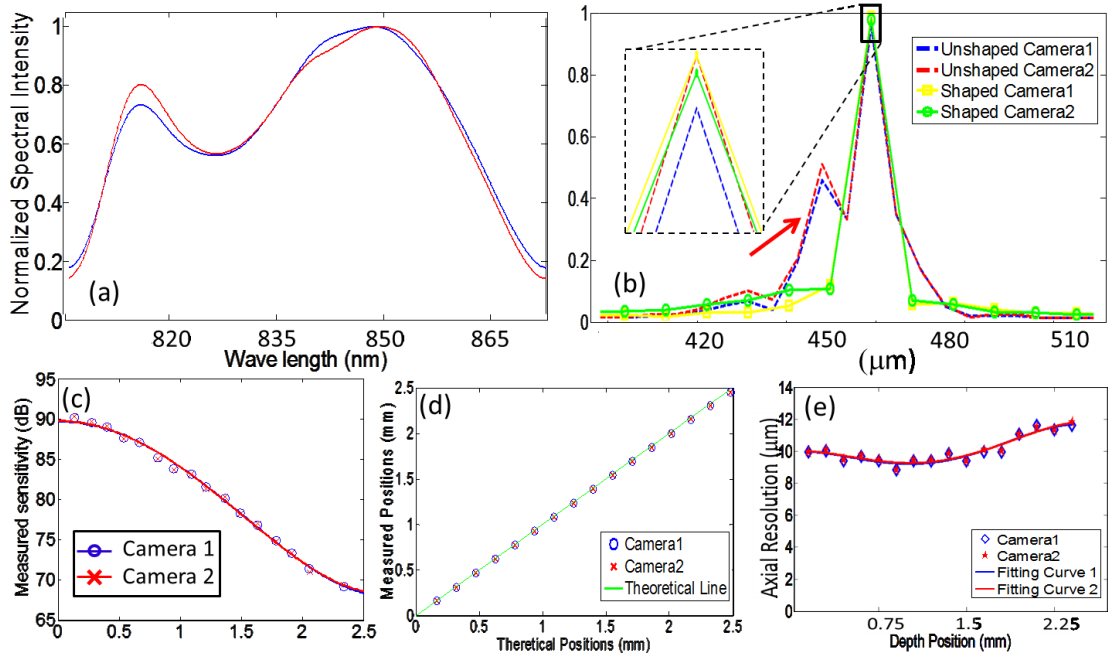 Normalized Spectral Intensity
1
0.8
0.6
0.4
0.2
0
(a)
820
835
850
865
Wave length (nm)
1
0.8
0.6
0.4
0.2
0
Unshaped Camera1
Unshaped Camera2
Shaped Camera1
Shaped Camera2
(b)
420
450
480
510
(μm)
Measured sensitivity (dB)
95
90
85
80
75
70
65
(c)
Camera 1
Camera 2
0
0.5
1.0
1.5
2.0
2.5
Measured Positions (mm)
2.5
2.0
1.5
1.0
0.5
0
(d)
Camera1
Camera2
Theoretical Line
0
0.5
1
1.5
2.0
2.5
Theretical Positions (mm)
Axial Resolution (μm)
14
12
10
8
6
4
2
0
(e)
Camera1
Camera2
Fitting Curve 1
Fitting Curve 2
0.75
1.5
2.25
Depth Position (mm)